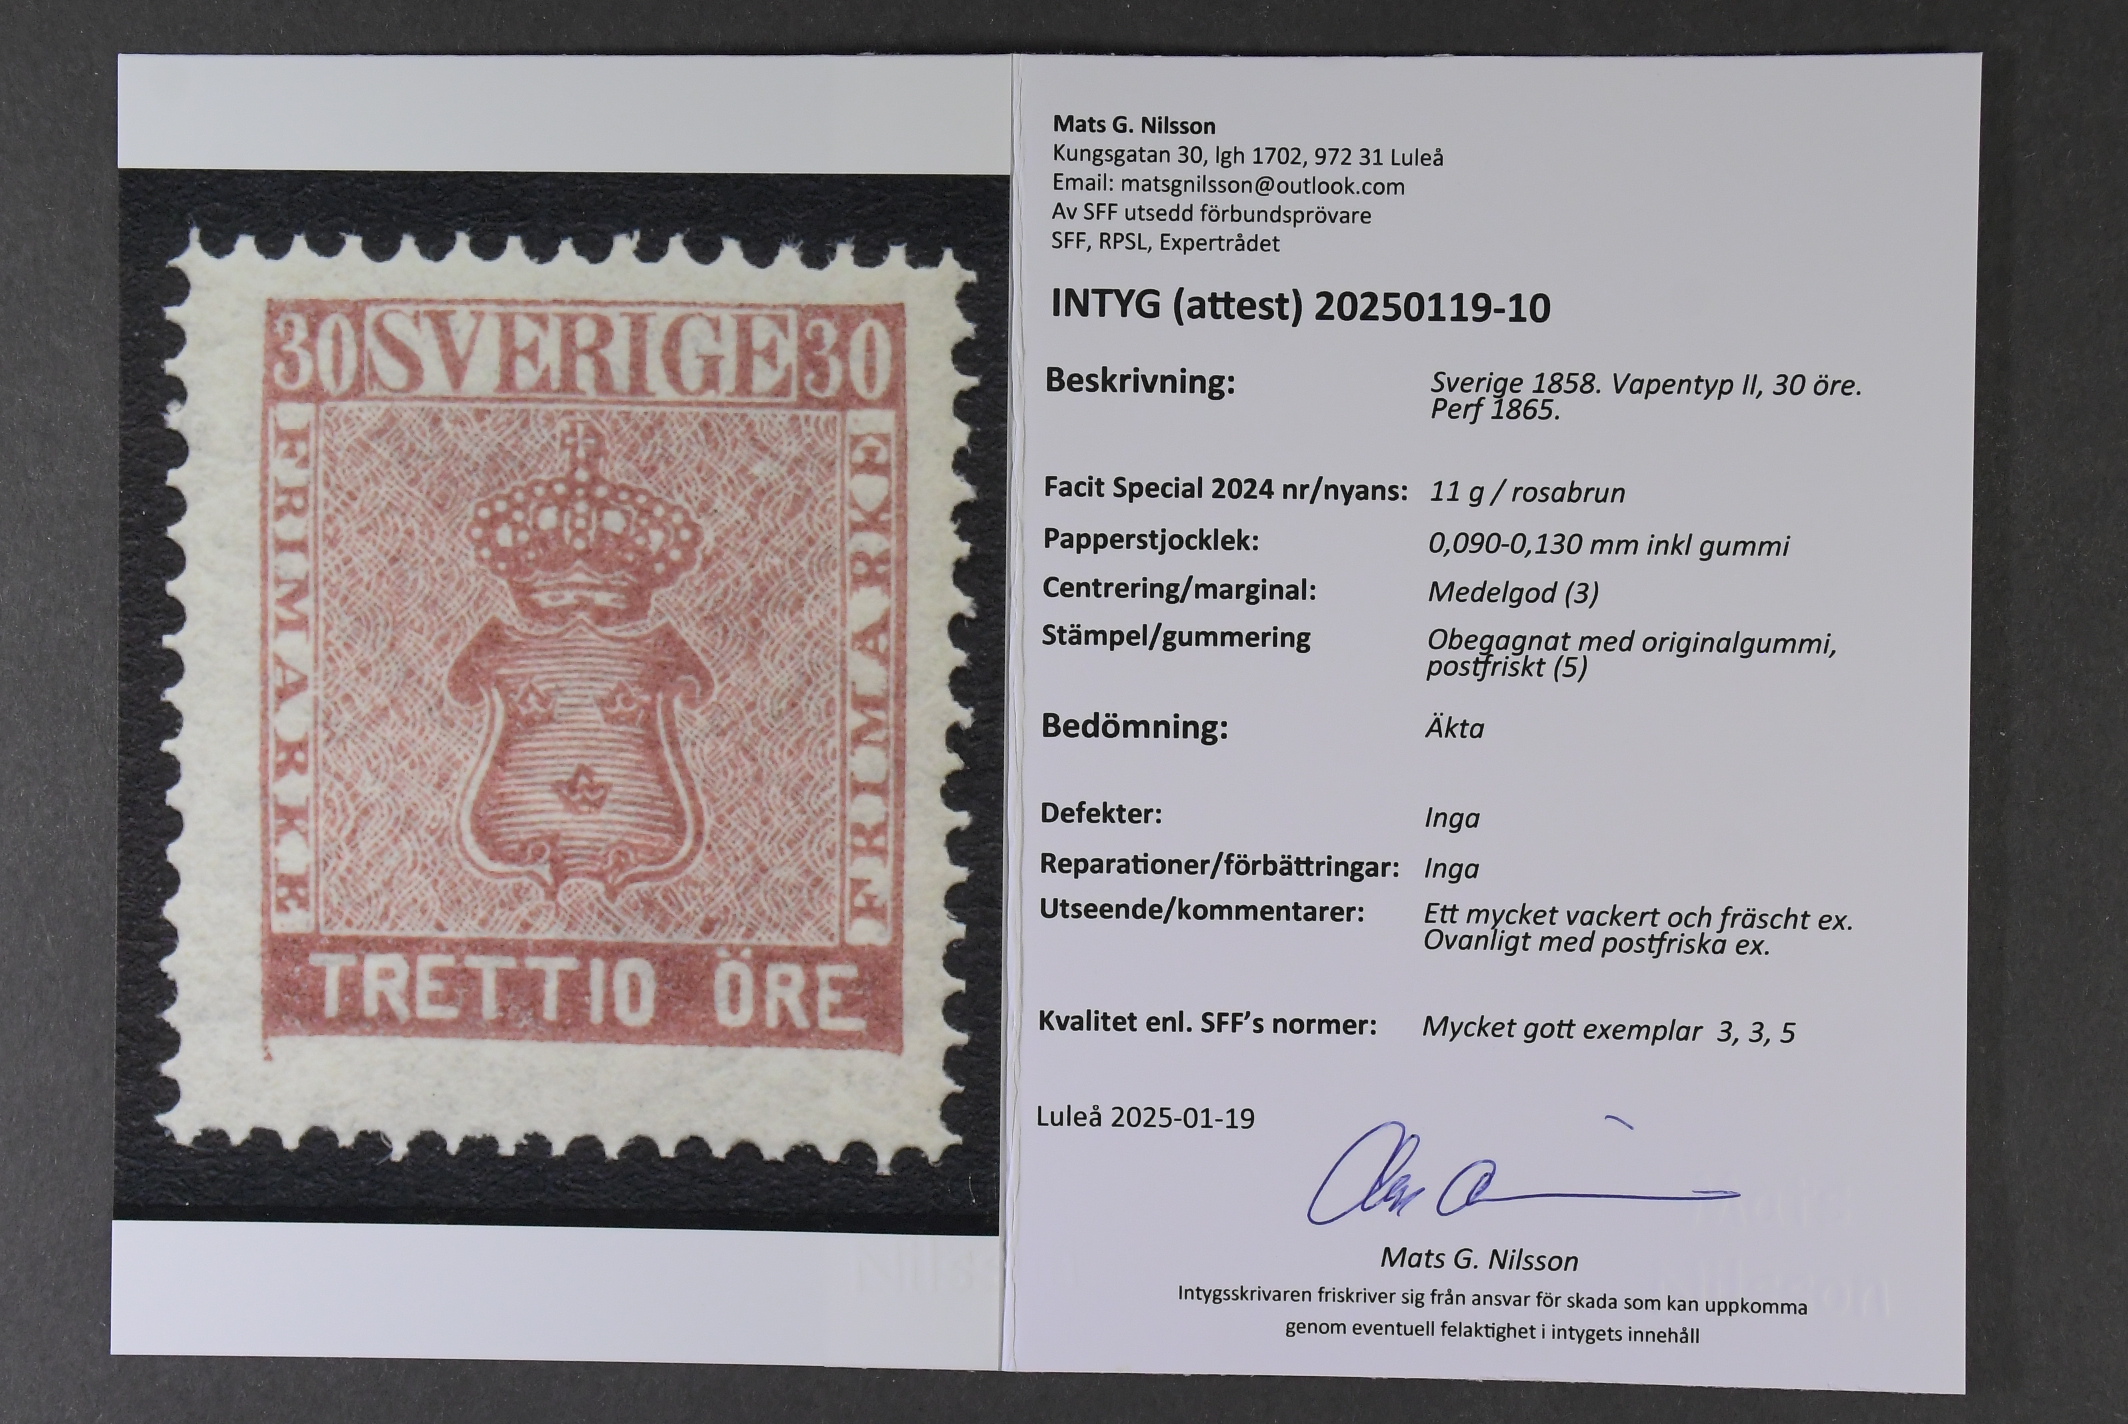 30 SVERIGE 30
FRIMARKE
FRIMARKE
TRETTIO ÖRE
Mats G. Nilsson
Kungsgatan 30, lgh 1702, 972 31 Luleå
Email: matsgnilsson@outlook.com
Av SFF utsedd förbundsprövare
SFF, RPSL, Expertrådet
INTYG (attest) 20250119-10
Beskrivning: Sverige 1858. Vapentyp II, 30 öre.
Perf 1865.
Facit Special 2024 nr/nyans: 11 g / rosabrun
Papperstjocklek: 0,090-0,130 mm inkl gummi
Centrering/marginal: Medelgod (3)
Stämpel/gummering Obegagnat med originalgummi,
postfriskt (5)
Bedömning: Äkta
Defekter: Inga
Reparationer/förbättringar: Inga
Utseende/kommentarer: Ett mycket vackert och fräscht ex.
Ovanligt med postfriska ex.
Kvalitet enl. SFF's normer: Mycket gott exemplar 3, 3, 5
Luleå 2025-01-19
Mats G. Nilsson
Intygsskrivaren friskriver sig från ansvar för skada som kan uppkomma
genom eventuell felaktighet i intygets innehåll